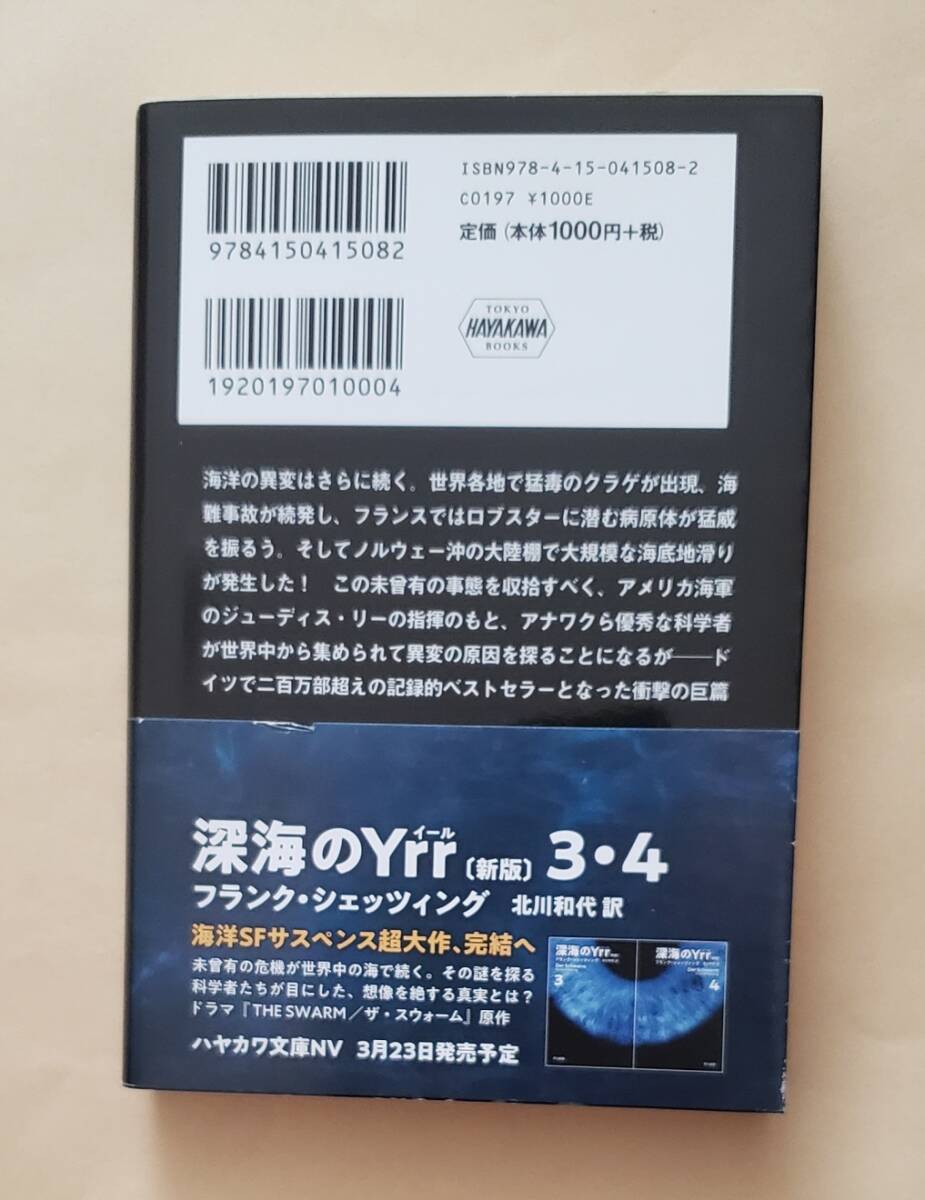 ISBN978-4-15-041508-2
C0197 ¥1000E
定価(本体1000円+税)
9784150415082
1920197010004
TOKYO
HAYAKAWA
BOOKS
海洋の異変はさらに続く。世界各地で猛毒のクラゲが出現、海
難事故が続発し、フランスではロブスターに潜む病原体が猛威
を振るう。そしてノルウェー沖の大陸棚で大規模な海底地滑り
が発生した！　この未曾有の事態を収拾すべく、アメリカ海軍
のジューディス・リーの指揮のもと、アナワクら優秀な科学者
が世界中から集められて異変の原因を探ることになるが――ド
イツで二百万部超えの記録的ベストセラーとなった衝撃の巨篇
イール
深海のYrr〔新版〕3・4
フランク・シェッツィング　北川和代 訳
海洋SFサスペンス超大作、完結へ
未曾有の危機が世界中の海で続く。その謎を探る
科学者たちが目にした、想像を絶する真実とは？
ドラマ『THE SWARM／ザ・スウォーム』原作
ハヤカワ文庫NV　3月23日発売予定
深海のYrr
3
深海のYrr
4